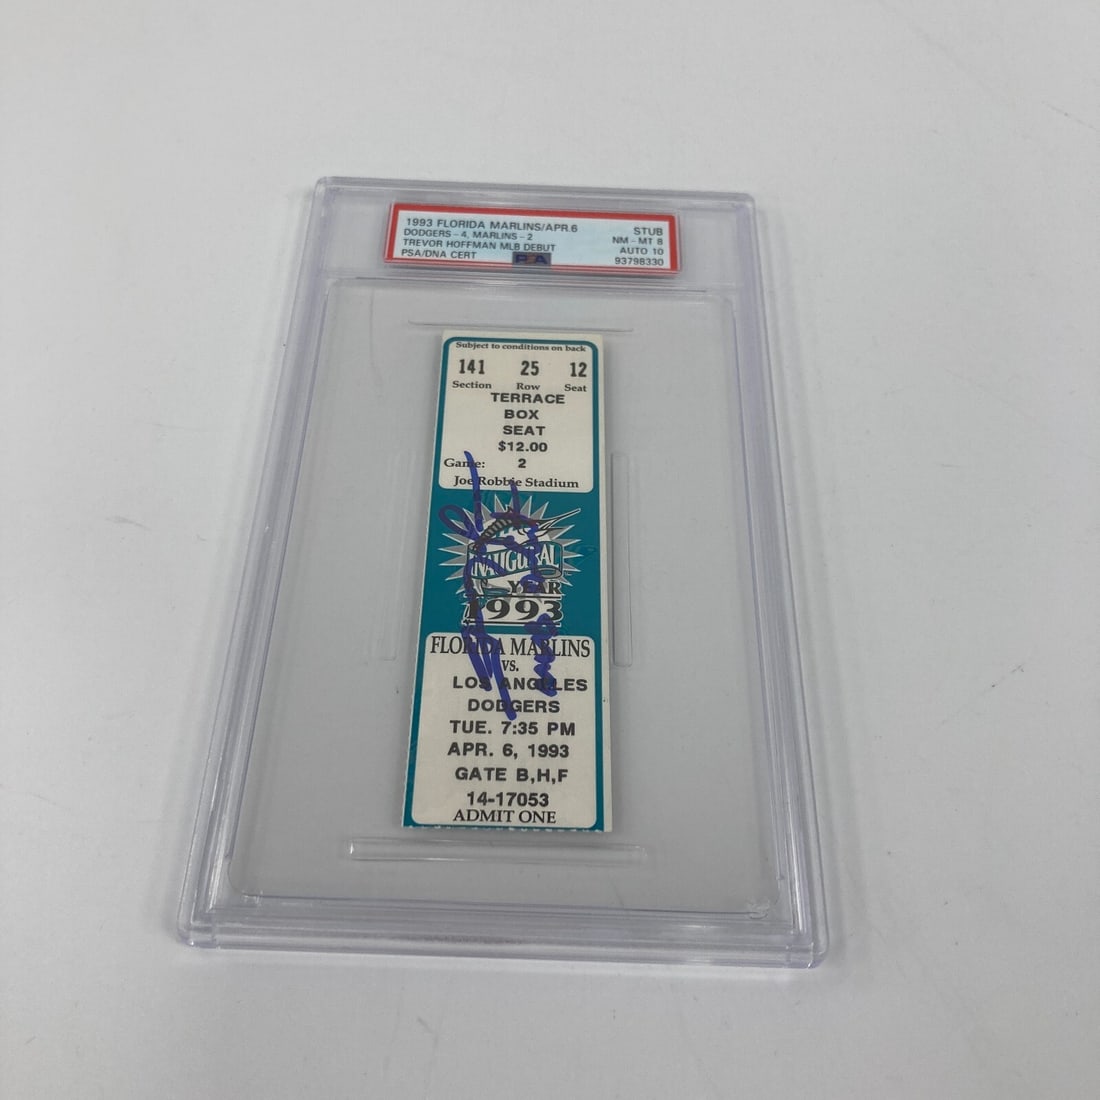 1993 FLORIDA MARLINS/APR.6 STUB
DODGERS-4, MARLINS-2 NM-MT 8
TREVOR HOFFMAN MLB DEBUT AUTO 10
PSA/DNA CERT PSA 93798330
Subject to conditions on back
141 25 12
Section Row Seat
TERRACE
BOX
SEAT
$12.00
Game: 2
Joe Robbie Stadium
INAUGURAL
YEAR
1993
FLORIDA MARLINS
VS.
LOS ANGELES
DODGERS
TUE. 7:35 PM
APR. 6, 1993
GATE B,H,F
14-17053
ADMIT ONE